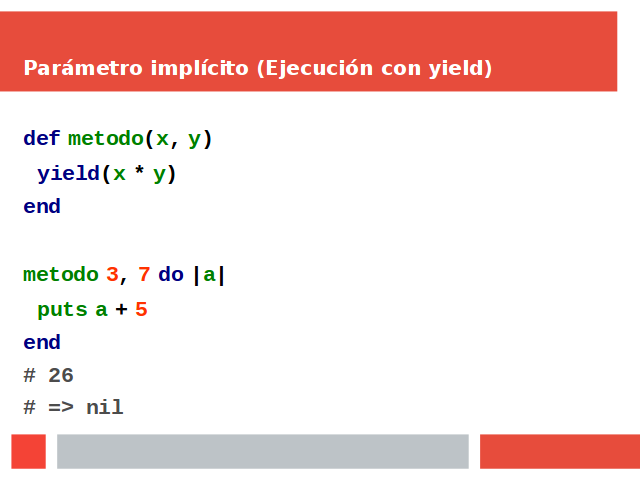 Parámetro implícito (Ejecución con yield)
def metodo(x, y)
yield(x * y)
end
metodo 3, 7 do |a|
puts a + 5
end
# 26
# => nil